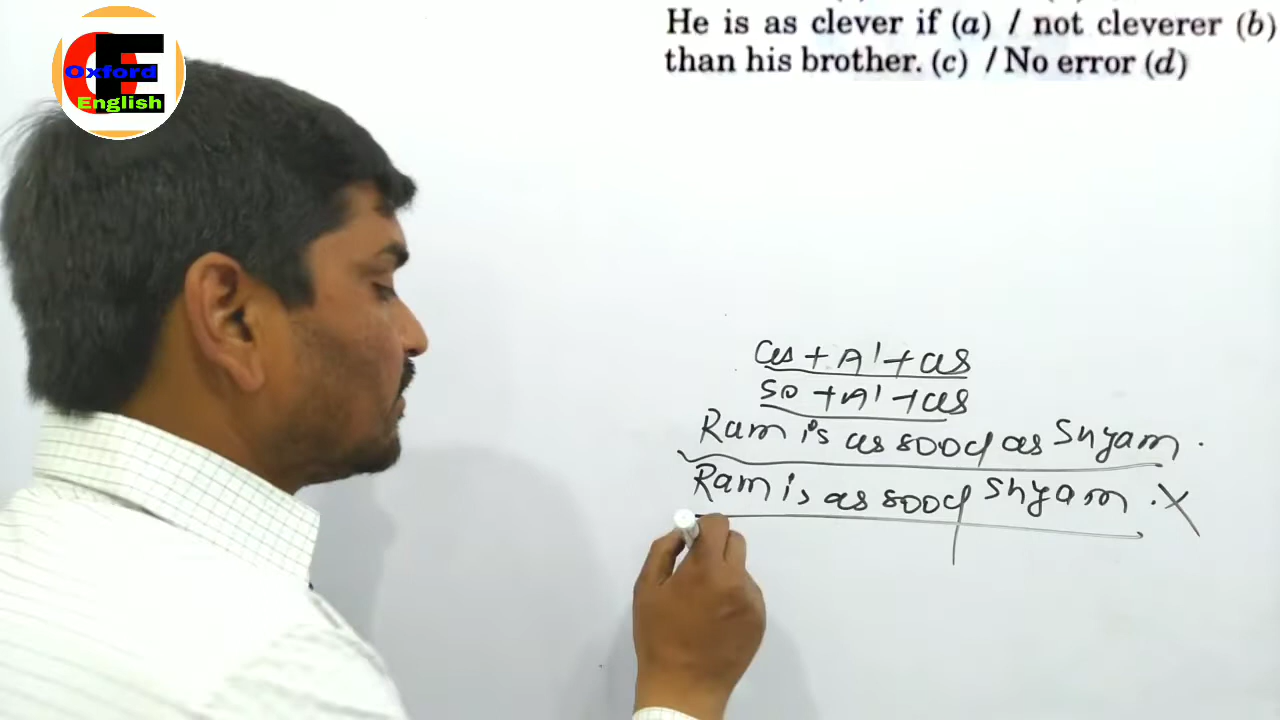 Oxford
English
He is as clever if (a) / not cleverer (b)
than his brother. (c) / No error (d)
as + A' + as
so + A' + as
Ram is as good as Shyam.
Ram is as good Shyam. X